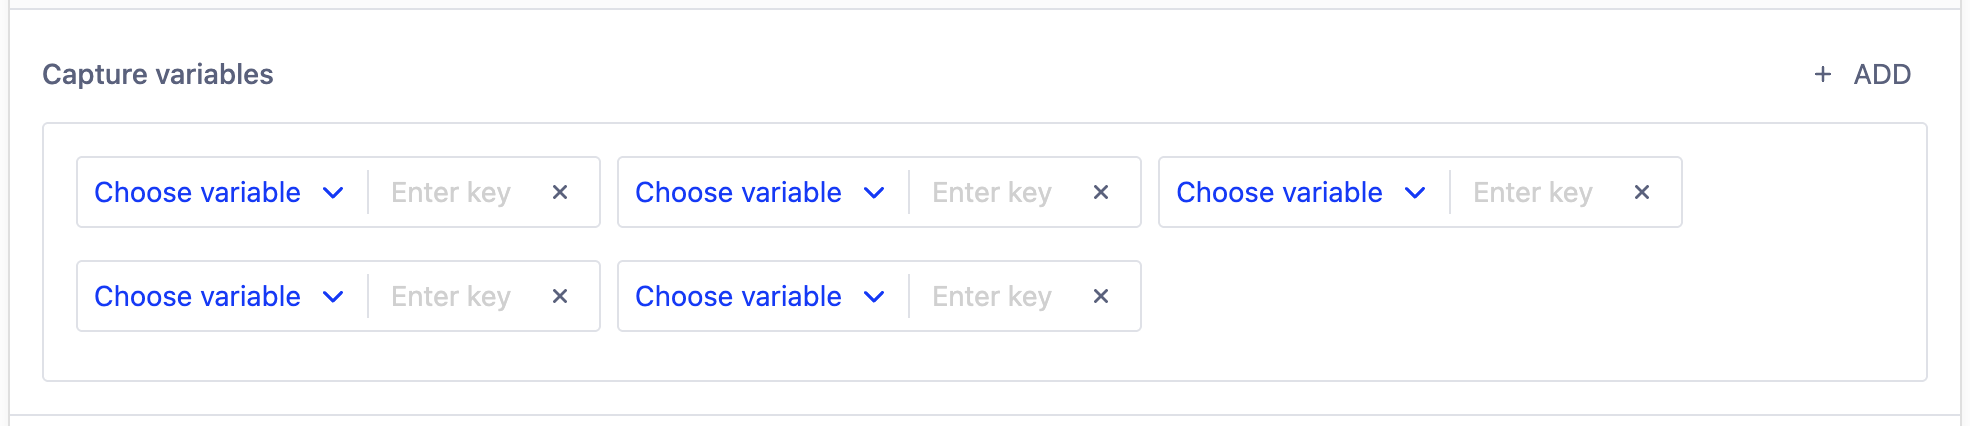 Capture variables + ADD
Choose variable Enter key × Choose variable Enter key × Choose variable Enter key ×
Choose variable Enter key × Choose variable Enter key ×